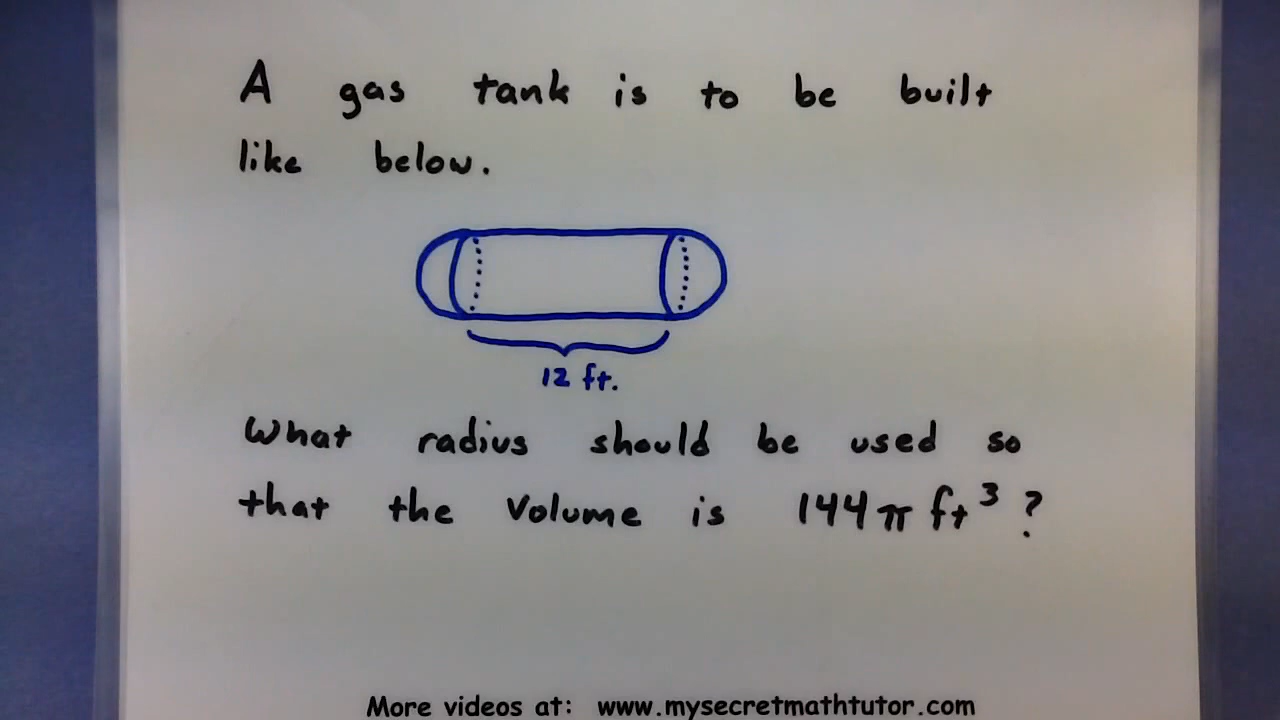 A gas tank is to be built
like below.
12 ft.
What radius should be used so
that the volume is 144π ft³?
More videos at: www.mysecretmathtutor.com